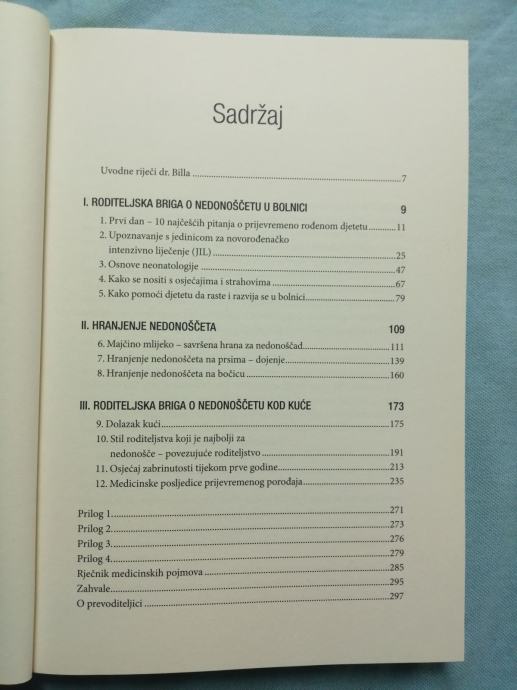 Sadržaj
Uvodne riječi dr. Billa 7
I. RODITELJSKA BRIGA O NEDONOŠČETU U BOLNICI 9
1. Prvi dan – 10 najčešćih pitanja o prijevremeno rođenom djetetu 11
2. Upoznavanje s jedinicom za novorođenačko
intenzivno liječenje (JIL) 25
3. Osnove neonatologije 47
4. Kako se nositi s osjećajima i strahovima 67
5. Kako pomoći djetetu da raste i razvija se u bolnici 79
II. HRANJENJE NEDONOŠČETA 109
6. Majčino mlijeko – savršena hrana za nedonoščad 111
7. Hranjenje nedonoščeta na prsima – dojenje 139
8. Hranjenje nedonoščeta na bočicu 160
III. RODITELJSKA BRIGA O NEDONOŠČETU KOD KUĆE 173
9. Dolazak kući 175
10. Stil roditeljstva koji je najbolji za
nedonošče – povezujuće roditeljstvo 191
11. Osjećaj zabrinutosti tijekom prve godine 213
12. Medicinske posljedice prijevremenog porođaja 235
Prilog 1 271
Prilog 2 273
Prilog 3 276
Prilog 4 279
Rječnik medicinskih pojmova 285
Zahvale 295
O prevoditeljici 297